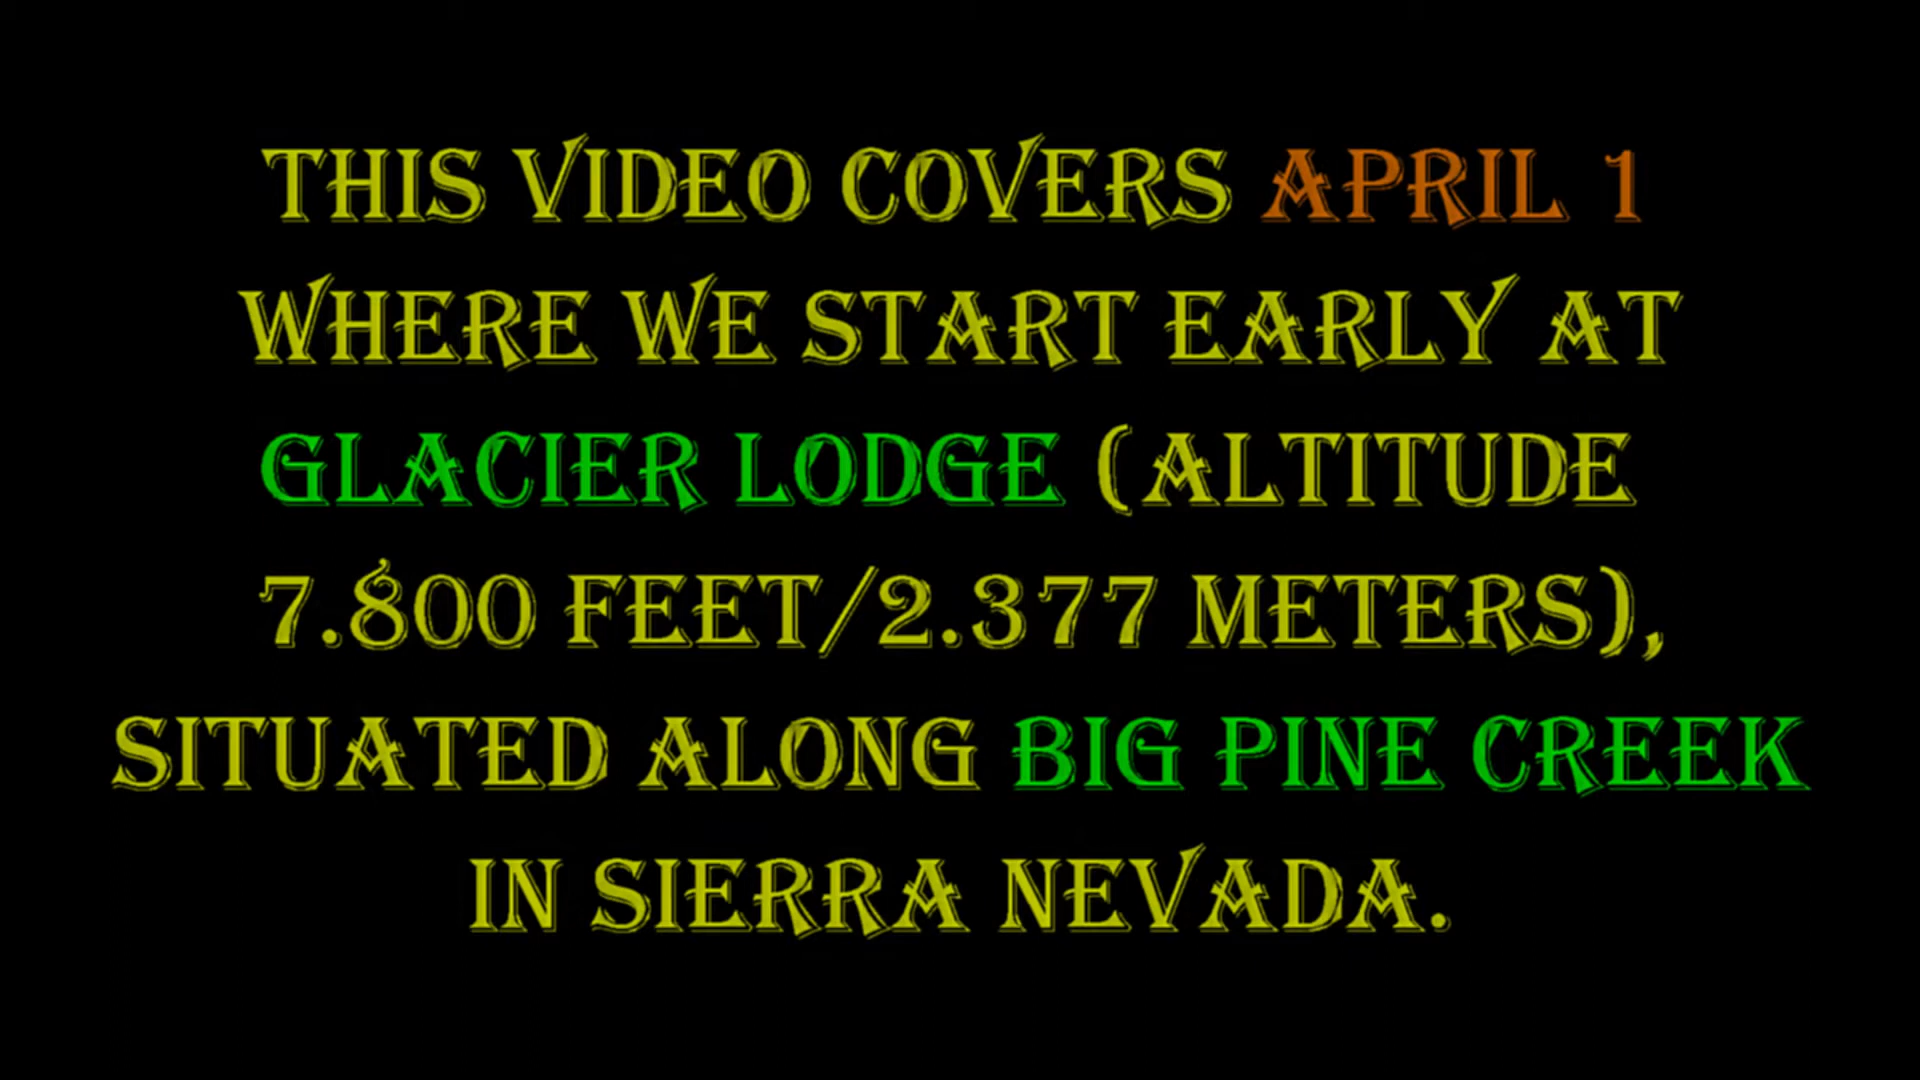 THIS VIDEO COVERS APRIL 1
WHERE WE START EARLY AT
GLACIER LODGE (ALTITUDE
7.800 FEET/2.377 METERS),
SITUATED ALONG BIG PINE CREEK
IN SIERRA NEVADA.